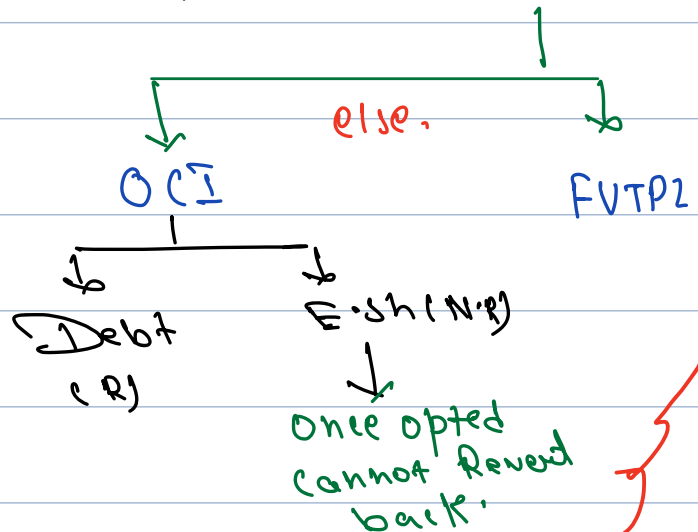 else.
OCI
FVTPL
Debt
(R)
E.sh (N.R)
Once opted
cannot Revert
back.